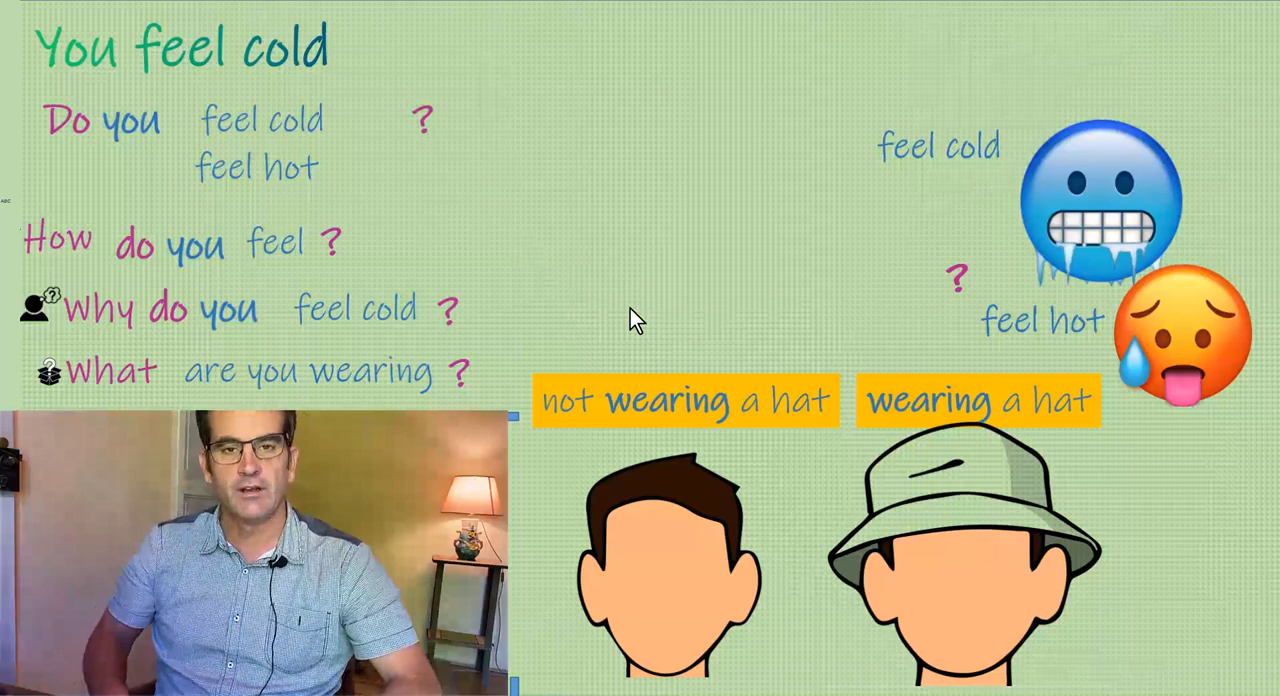 You feel cold
Do you feel cold ?
feel hot
How do you feel ?
Why do you feel cold ?
What are you wearing ?
feel cold
?
feel hot
not wearing a hat
wearing a hat
ABC